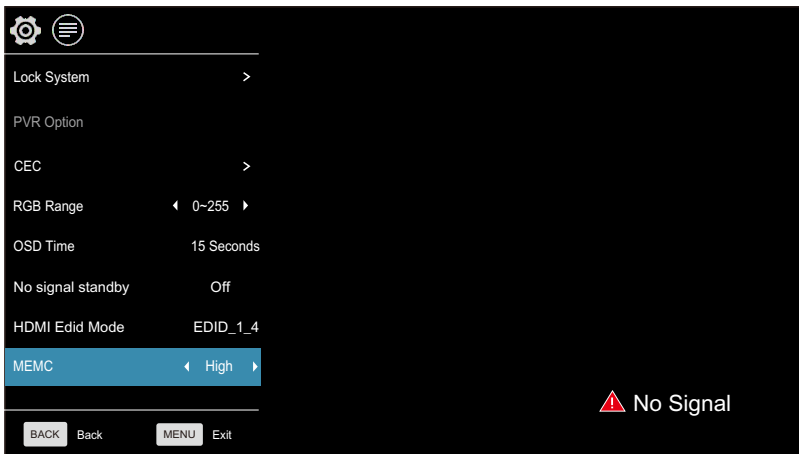 Lock System >
PVR Option
CEC >
RGB Range 0~255
OSD Time 15 Seconds
No signal standby Off
HDMI Edid Mode EDID_1_4
MEMC High
No Signal
BACK Back MENU Exit